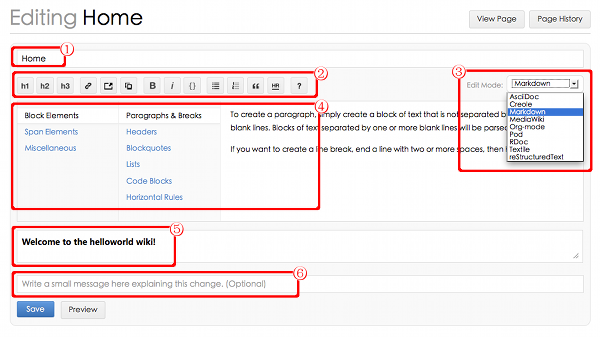 Editing Home
View Page
Page History
①
Home
②
h1 h2 h3 B i {} “ HR ?
③
Edit Mode: Markdown
AsciiDoc
Creole
Markdown
MediaWiki
Org-mode
Pod
RDoc
Textile
reStructuredText
④
Block Elements
Span Elements
Miscellaneous
Paragraphs & Breaks
Headers
Blockquotes
Lists
Code Blocks
Horizontal Rules
To create a paragraph, simply create a block of text that is not separated b
blank lines. Blocks of text separated by one or more blank lines will be parsed
If you want to create a line break, end a line with two or more spaces, then
⑤
Welcome to the helloworld wiki!
⑥
Write a small message here explaining this change. (Optional)
Save
Preview